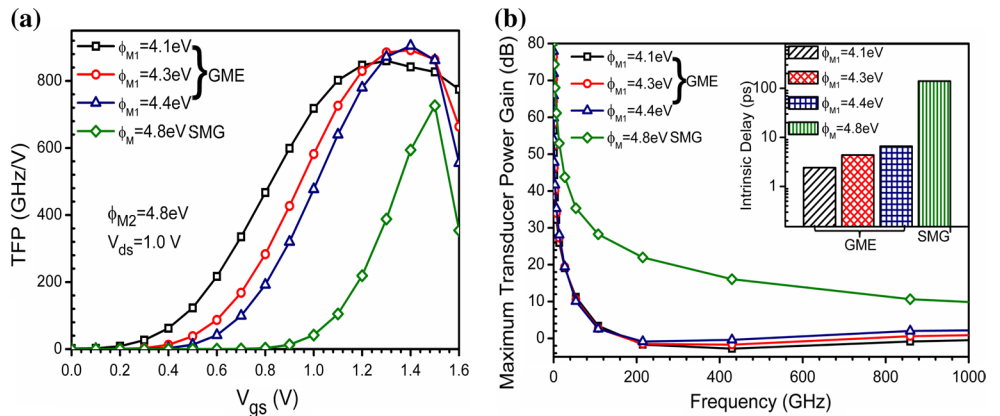 (a)
TFP (GHz/V)
800
600
400
200
0
ϕM1=4.1eV
ϕM1=4.3eV
ϕM1=4.4eV
GME
ϕM=4.8eV SMG
ϕM2=4.8eV
Vds=1.0 V
0.0 0.2 0.4 0.6 0.8 1.0 1.2 1.4 1.6
Vgs (V)
(b)
Maximum Transducer Power Gain (dB)
80
70
60
50
40
30
20
10
0
ϕM1=4.1eV
ϕM1=4.3eV
ϕM1=4.4eV
GME
ϕM=4.8eV SMG
Intrinsic Delay (ps)
100
10
1
ϕM1=4.1eV
ϕM1=4.3eV
ϕM1=4.4eV
ϕM=4.8eV
GME
SMG
0 200 400 600 800 1000
Frequency (GHz)